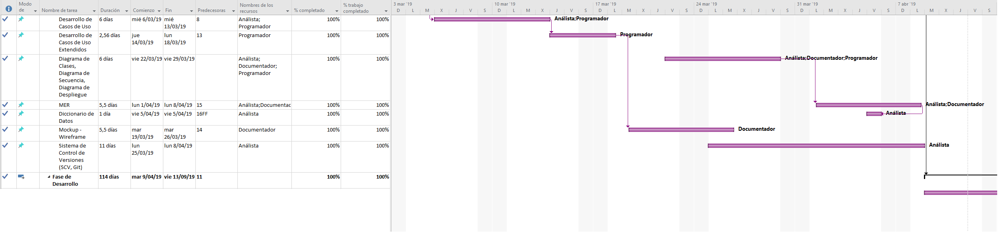 Modo de
Nombre de tarea
Duración
Comienzo
Fin
Predecesoras
Nombres de los recursos
% completado
% trabajo completado
3 mar '19
10 mar '19
17 mar '19
24 mar '19
31 mar '19
7 abr '19
D L M X J V S D L M X J V S D L M X J V S D L M X J V S D L M X J V S D L M X J V S
Desarrollo de Casos de Uso
6 días
mié 6/03/19
mié 13/03/19
8
Análista; Programador
100%
100%
Análista;Programador
Desarrollo de Casos de Uso Extendidos
2,56 días
jue 14/03/19
lun 18/03/19
13
Programador
100%
100%
Programador
Diagrama de Clases, Diagrama de Secuencia, Diagrama de Despliegue
6 días
vie 22/03/19
vie 29/03/19
Análista; Documentador; Programador
100%
100%
Análista;Documentador;Programador
MER
5,5 días
lun 1/04/19
lun 8/04/19
15
Análista;Documentac
100%
100%
Análista;Documentador
Diccionario de Datos
1 día
vie 5/04/19
vie 5/04/19
16FF
Análista
100%
100%
Análista
Mockup - Wireframe
5,5 días
mar 19/03/19
mar 26/03/19
14
Documentador
100%
100%
Documentador
Sistema de Control de Versiones (SCV, Git)
11 días
lun 25/03/19
lun 8/04/19
Análista
100%
100%
Análista
Fase de Desarrollo
114 días
mar 9/04/19
vie 13/09/19
11
100%
100%